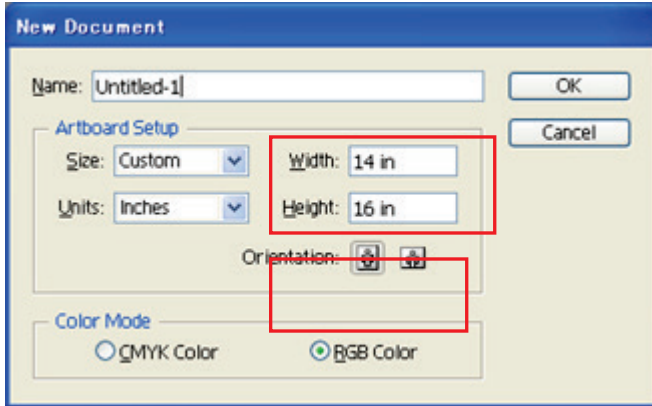 New Document
Name: Untitled-1
OK
Artboard Setup
Cancel
Size: Custom
Width: 14 in
Units: Inches
Height: 16 in
Orientation:
Color Mode
CMYK Color
RGB Color